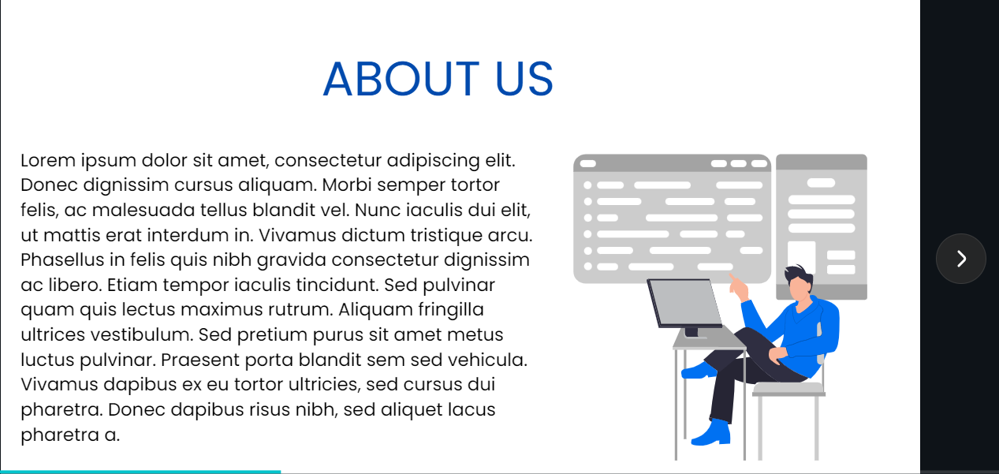 ABOUT US
Lorem ipsum dolor sit amet, consectetur adipiscing elit.
Donec dignissim cursus aliquam. Morbi semper tortor
felis, ac malesuada tellus blandit vel. Nunc iaculis dui elit,
ut mattis erat interdum in. Vivamus dictum tristique arcu.
Phasellus in felis quis nibh gravida consectetur dignissim
ac libero. Etiam tempor iaculis tincidunt. Sed pulvinar
quam quis lectus maximus rutrum. Aliquam fringilla
ultrices vestibulum. Sed pretium purus sit amet metus
luctus pulvinar. Praesent porta blandit sem sed vehicula.
Vivamus dapibus ex eu tortor ultricies, sed cursus dui
pharetra. Donec dapibus risus nibh, sed aliquet lacus
pharetra a.